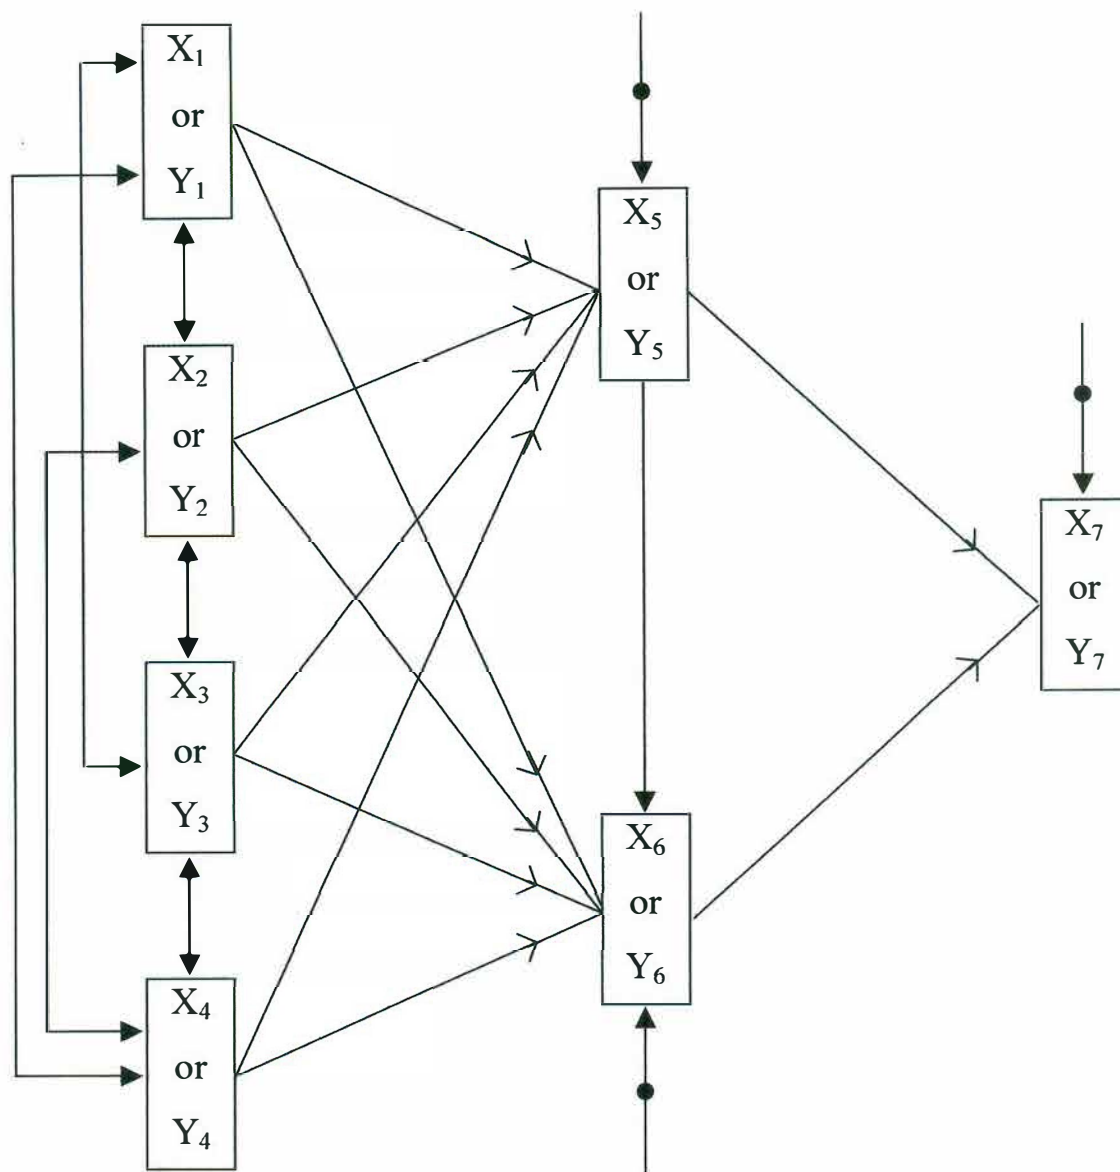 X₁
or
Y₁
X₂
or
Y₂
X₃
or
Y₃
X₄
or
Y₄
X₅
or
Y₅
X₆
or
Y₆
X₇
or
Y₇